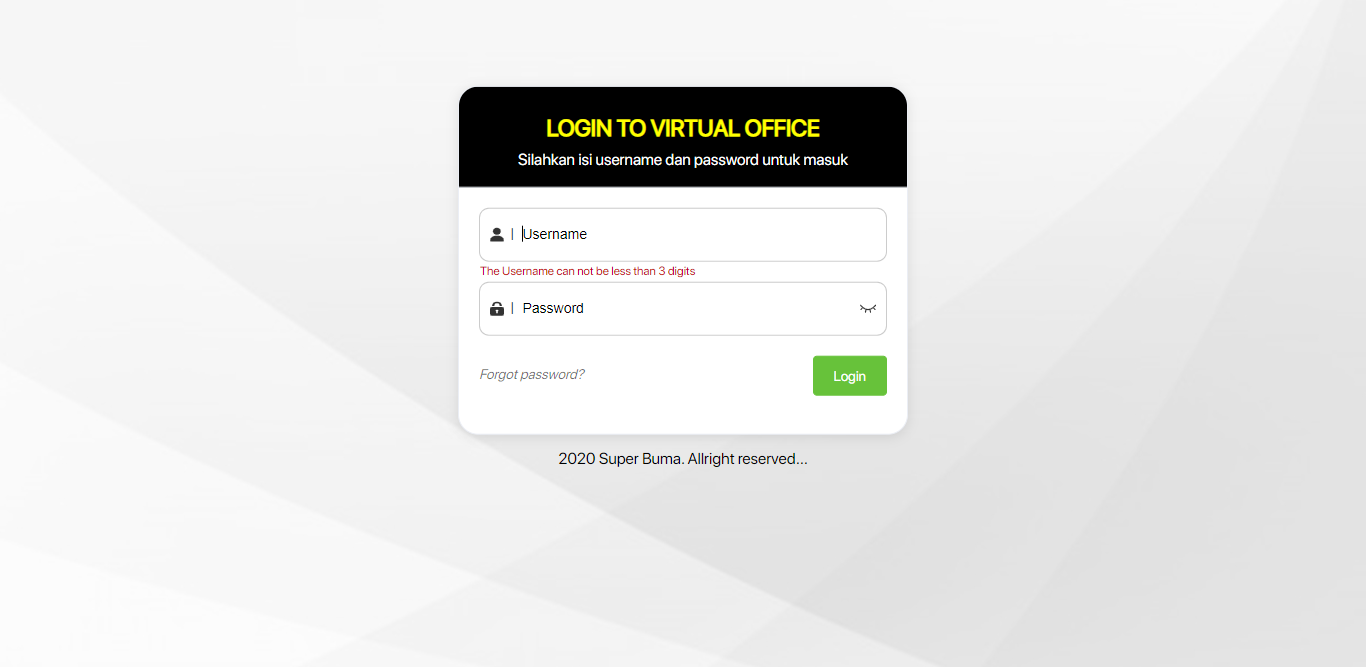 LOGIN TO VIRTUAL OFFICE
Silahkan isi username dan password untuk masuk
| Username
The Username can not be less than 3 digits
| Password
Forgot password?
Login
2020 Super Buma. Allright reserved...